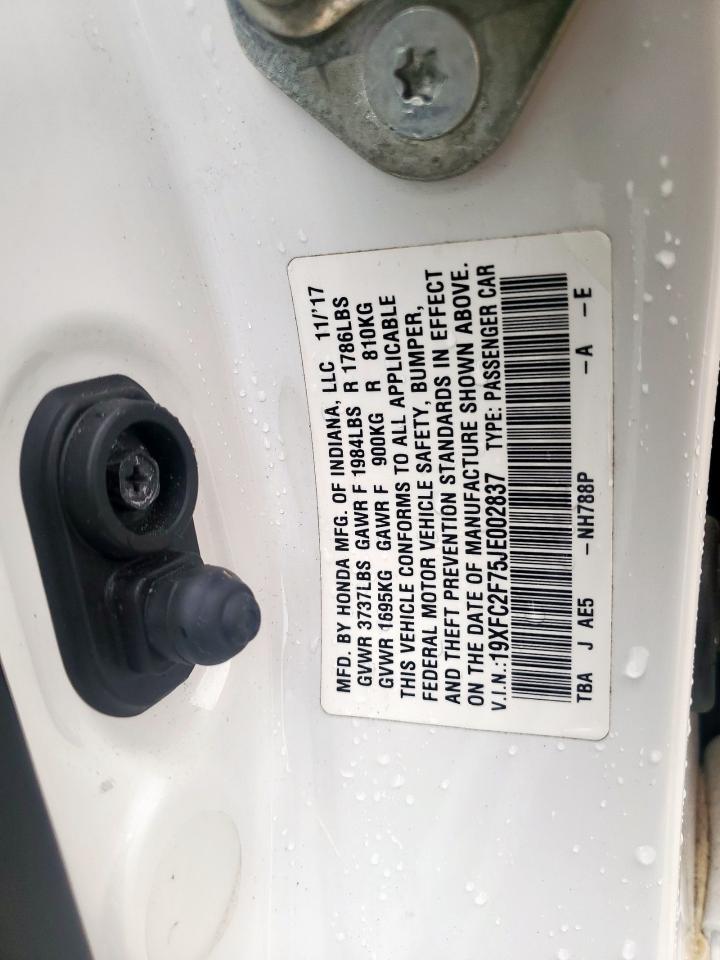 MFD. BY HONDA MFG. OF INDIANA, LLC 11/'17
GVWR 3737LBS GAWR F 1984LBS R 1786LBS
GVWR 1695KG GAWR F 900KG R 810KG
THIS VEHICLE CONFORMS TO ALL APPLICABLE
FEDERAL MOTOR VEHICLE SAFETY, BUMPER,
AND THEFT PREVENTION STANDARDS IN EFFECT
ON THE DATE OF MANUFACTURE SHOWN ABOVE.
V.I.N.:19XFC2F75JE002837 TYPE: PASSENGER CAR
TBA J AE5 -NH788P -A -E